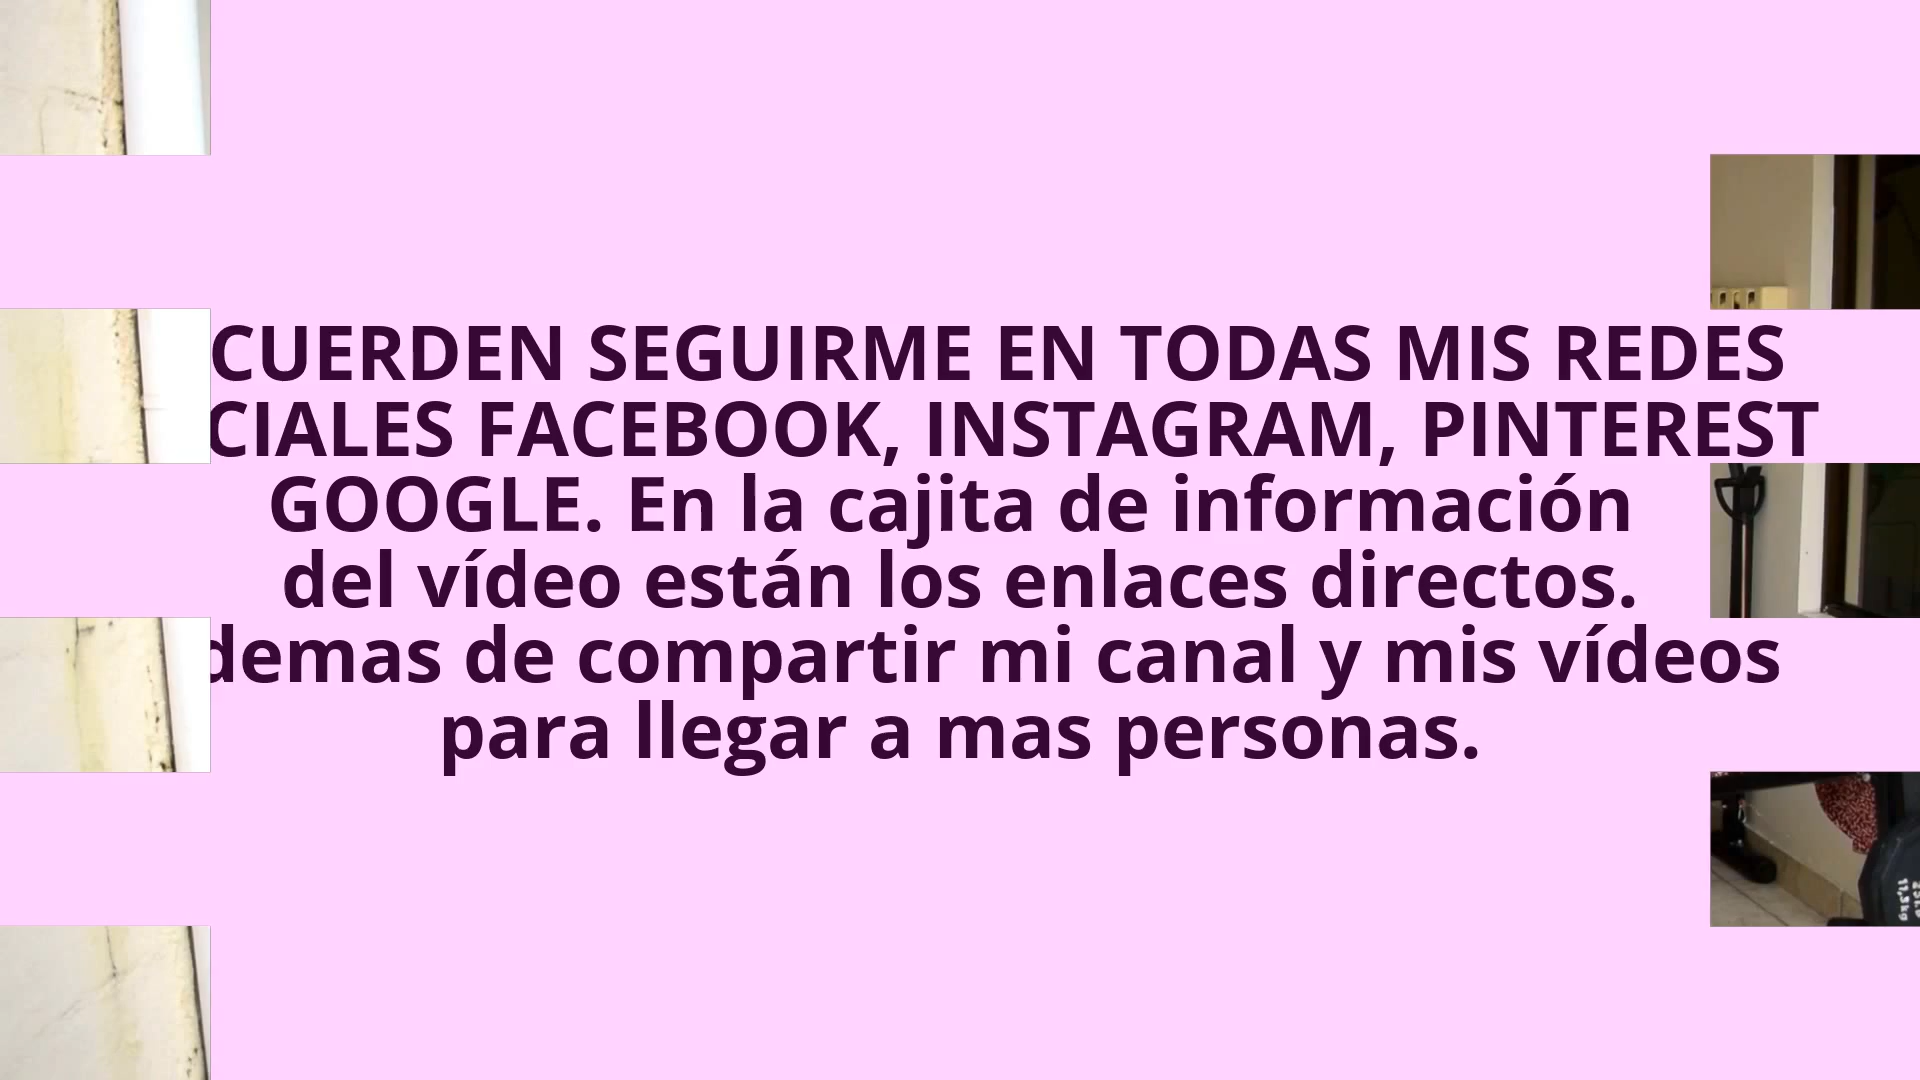 CUERDEN SEGUIRME EN TODAS MIS REDES
CIALES FACEBOOK, INSTAGRAM, PINTEREST
GOOGLE. En la cajita de información
del vídeo están los enlaces directos.
demas de compartir mi canal y mis vídeos
para llegar a mas personas.